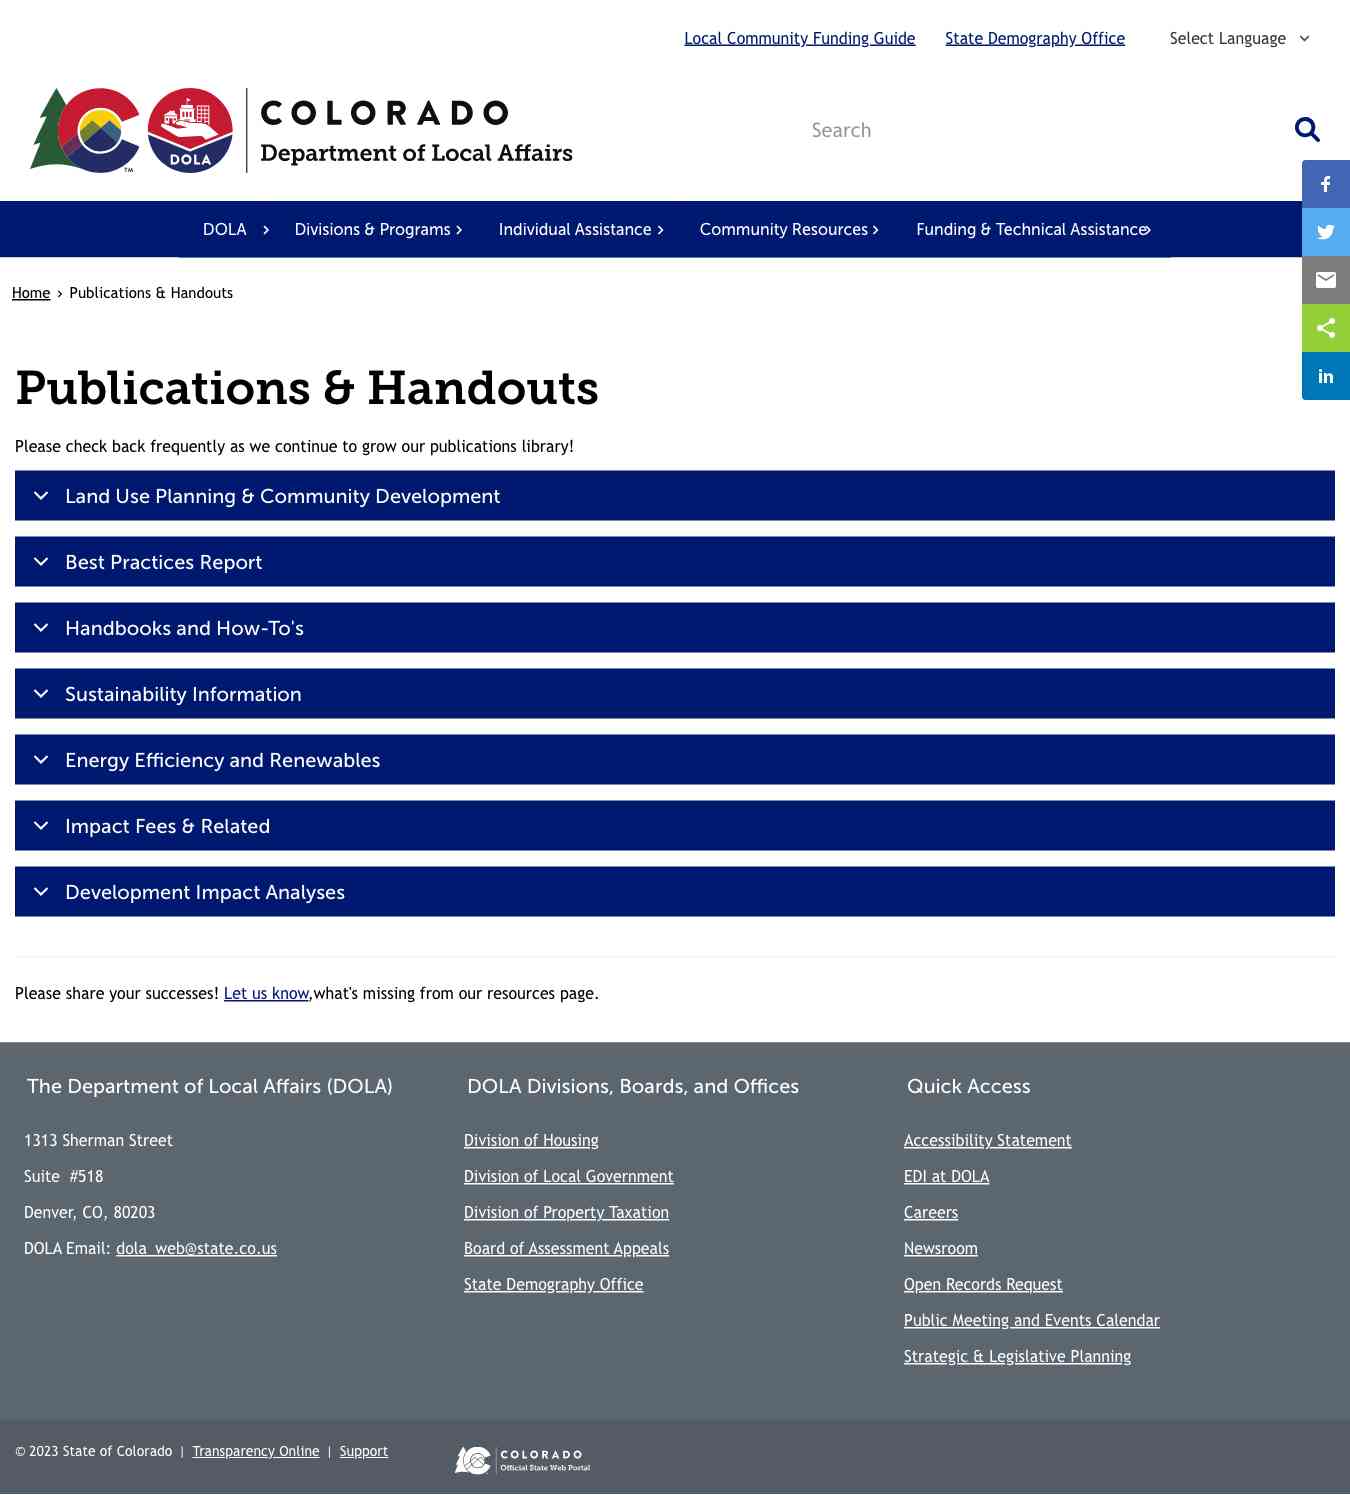 Local Community Funding Guide State Demography Office Select Language
COLORADO
Department of Local Affairs
DOLA
TM
Search
DOLA Divisions & Programs Individual Assistance Community Resources Funding & Technical Assistance
Home › Publications & Handouts
Publications & Handouts
Please check back frequently as we continue to grow our publications library!
Land Use Planning & Community Development
Best Practices Report
Handbooks and How-To's
Sustainability Information
Energy Efficiency and Renewables
Impact Fees & Related
Development Impact Analyses
Please share your successes! Let us know,what's missing from our resources page.
The Department of Local Affairs (DOLA)
1313 Sherman Street
Suite #518
Denver, CO, 80203
DOLA Email: dola_web@state.co.us
DOLA Divisions, Boards, and Offices
Division of Housing
Division of Local Government
Division of Property Taxation
Board of Assessment Appeals
State Demography Office
Quick Access
Accessibility Statement
EDI at DOLA
Careers
Newsroom
Open Records Request
Public Meeting and Events Calendar
Strategic & Legislative Planning
© 2023 State of Colorado | Transparency Online | Support
COLORADO
Official State Web Portal